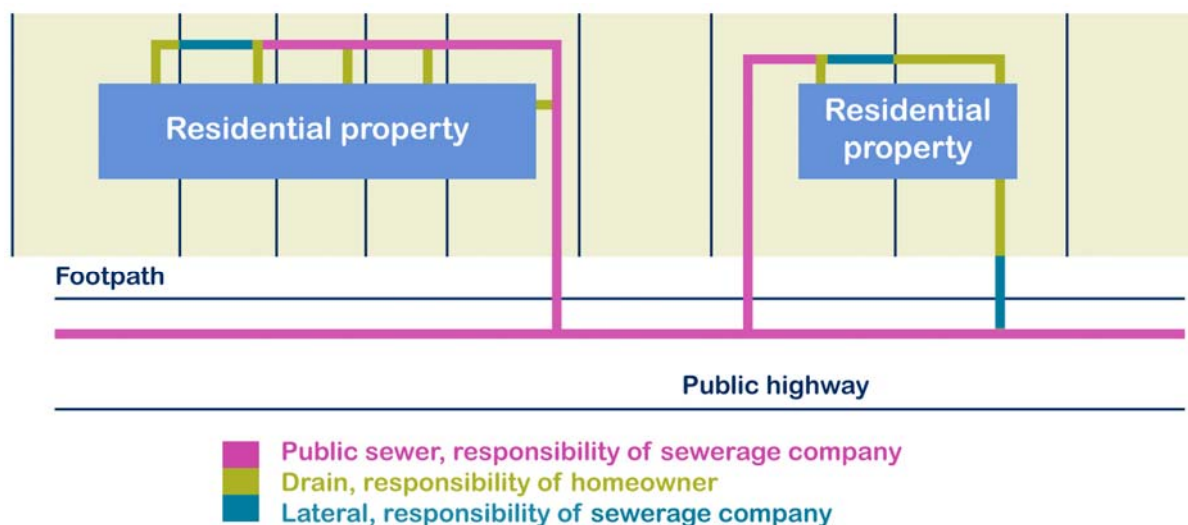 Residential property
Residential
property
Footpath
Public highway
Public sewer, responsibility of sewerage company
Drain, responsibility of homeowner
Lateral, responsibility of sewerage company